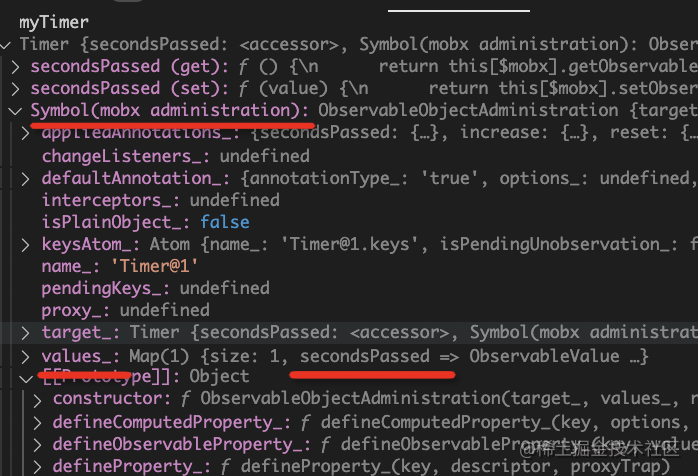 myTimer
Timer {secondsPassed: <accessor>, Symbol(mobx administration): Obser
secondsPassed (get): ƒ () {\n      return this[$mobx].getObservable
secondsPassed (set): ƒ (value) {\n      return this[$mobx].setObser
Symbol(mobx administration): ObservableObjectAdministration {target
appliedAnnotations_: {secondsPassed: {…}, increase: {…}, reset: {…
changeListeners_: undefined
defaultAnnotation_: {annotationType_: 'true', options_: undefined,
interceptors_: undefined
isPlainObject_: false
keysAtom_: Atom {name_: 'Timer@1.keys', isPendingUnobservation_: f
name_: 'Timer@1'
pendingKeys_: undefined
proxy_: undefined
target_: Timer {secondsPassed: <accessor>, Symbol(mobx administrat
values_: Map(1) {size: 1, secondsPassed => ObservableValue …}
[[Prototype]]: Object
constructor: ƒ ObservableObjectAdministration(target_, values_, n
defineComputedProperty_: ƒ defineComputedProperty_(key, options,
defineObservableProperty_: ƒ defineObservableProperty_(key, value
defineProperty_: ƒ defineProperty_(key, descriptor, proxyTrap)
@稀土掘金技术社区